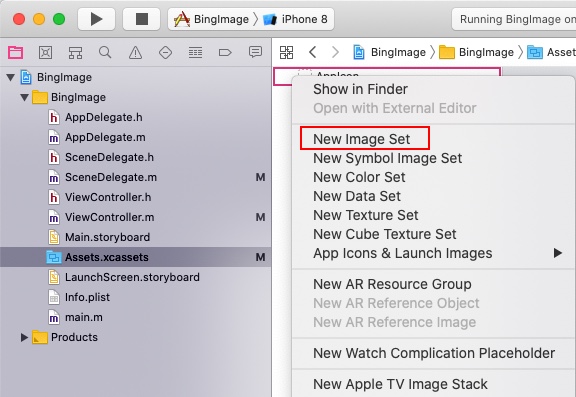 BingImage
iPhone 8
Running BingImage on
BingImage
BingImage
Asset
BingImage
BingImage
AppDelegate.h
AppDelegate.m
SceneDelegate.h
SceneDelegate.m M
ViewController.h
ViewController.m M
Main.storyboard
Assets.xcassets M
LaunchScreen.storyboard
Info.plist
main.m
Products
AppIcon
Show in Finder
Open with External Editor
New Image Set
New Symbol Image Set
New Color Set
New Data Set
New Texture Set
New Cube Texture Set
App Icons & Launch Images
New AR Resource Group
New AR Reference Object
New AR Reference Image
New Watch Complication Placeholder
New Apple TV Image Stack